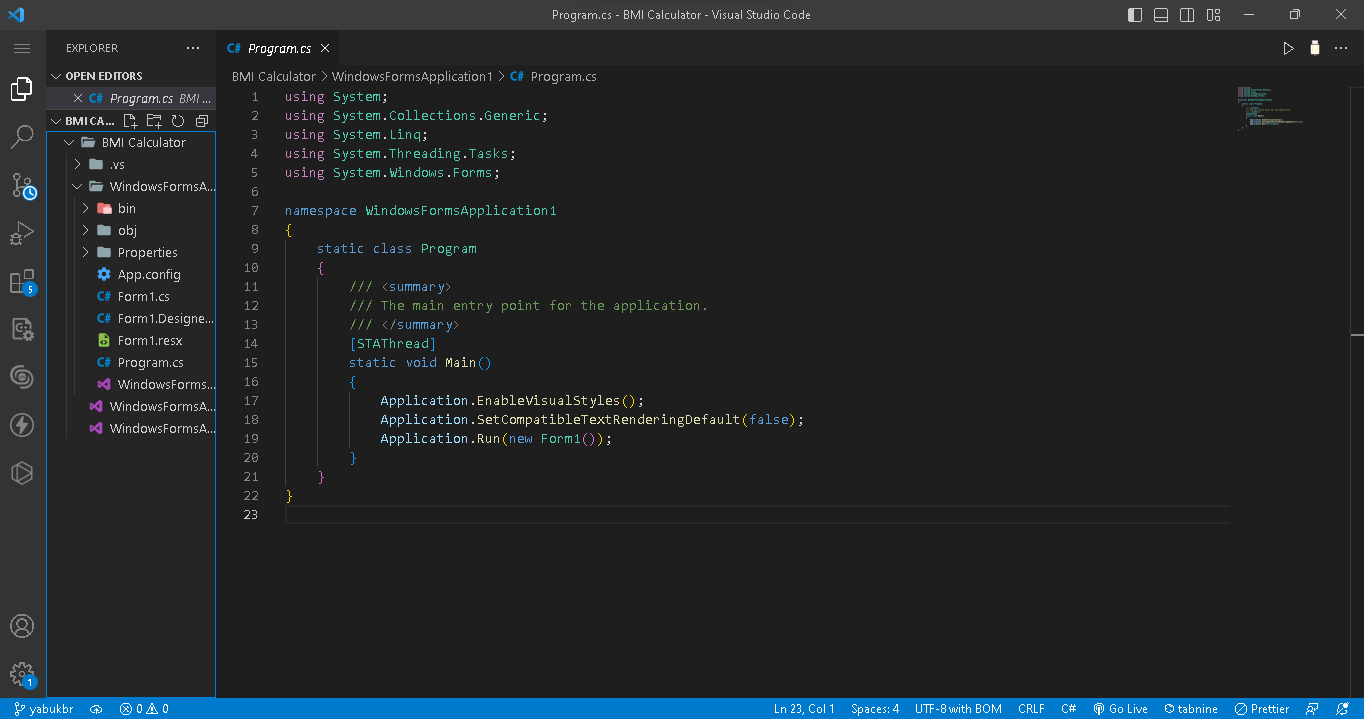 Program.cs - BMI Calculator - Visual Studio Code
EXPLORER
OPEN EDITORS
C# Program.cs BMI ...
BMI CA...
BMI Calculator
.vs
WindowsFormsA...
bin
obj
Properties
App.config
C# Form1.cs
C# Form1.Designe...
Form1.resx
C# Program.cs
WindowsForms...
WindowsFormsA...
WindowsFormsA...
5
1
C# Program.cs
BMI Calculator > WindowsFormsApplication1 > C# Program.cs
1 using System;
2 using System.Collections.Generic;
3 using System.Linq;
4 using System.Threading.Tasks;
5 using System.Windows.Forms;
6
7 namespace WindowsFormsApplication1
8 {
9 static class Program
10 {
11 /// <summary>
12 /// The main entry point for the application.
13 /// </summary>
14 [STAThread]
15 static void Main()
16 {
17 Application.EnableVisualStyles();
18 Application.SetCompatibleTextRenderingDefault(false);
19 Application.Run(new Form1());
20 }
21 }
22 }
23
yabukbr 0 0 Ln 23, Col 1 Spaces: 4 UTF-8 with BOM CRLF C# Go Live tabnine Prettier